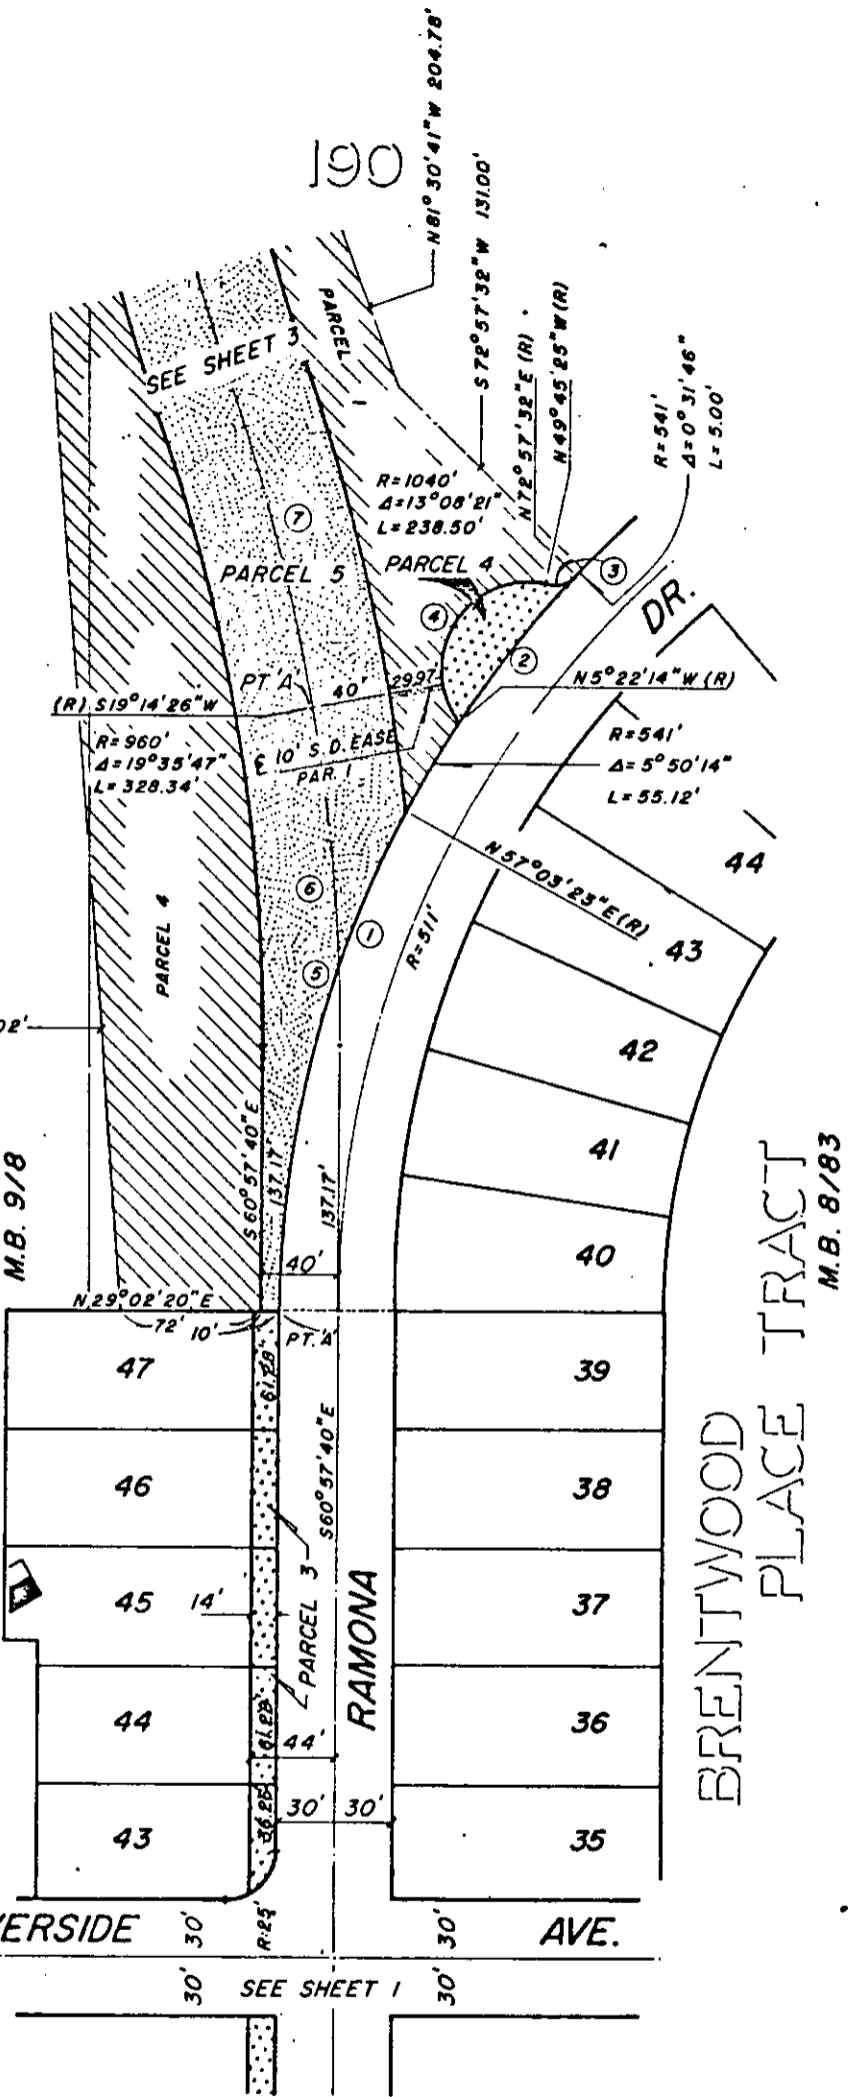 190
N81°30'41"W 204.78'
S72°57'32"W 131.00'
N72°57'32"E (R)
N49°45'25"W (R)
R=541'
Δ=0°31'46"
L=5.00'
PARCEL
SEE SHEET 3
R=1040'
Δ=13°08'21"
L=238.50'
7
PARCEL 5
PARCEL 4
3
4
DR.
2
PT 'A'
40'
29.97
N5°22'14"W (R)
(R) S19°14'26"W
R=960'
Δ=19°35'47"
L=328.34'
℄ 10' S.D. EASE
PAR. 1
R=541'
Δ=5°50'14"
L=55.12'
44
N57°03'23"E (R)
6
1
5
R=511'
43
PARCEL 4
02'
42
S60°57'40"E
137.17'
137.17'
41
M.B. 9/8
40'
40
N.29°02'20"E
72'
10'
PT. 'A'
47
61.28'
39
S60°57'40"E
46
38
45
14'
PARCEL 3
37
RAMONA
44
61.28'
44'
36
43
36.28'
30'
30'
35
BRENTWOOD
PLACE TRACT
M.B. 8/83
ERSIDE
30'
R=25'
30'
AVE.
30'
SEE SHEET 1
30'